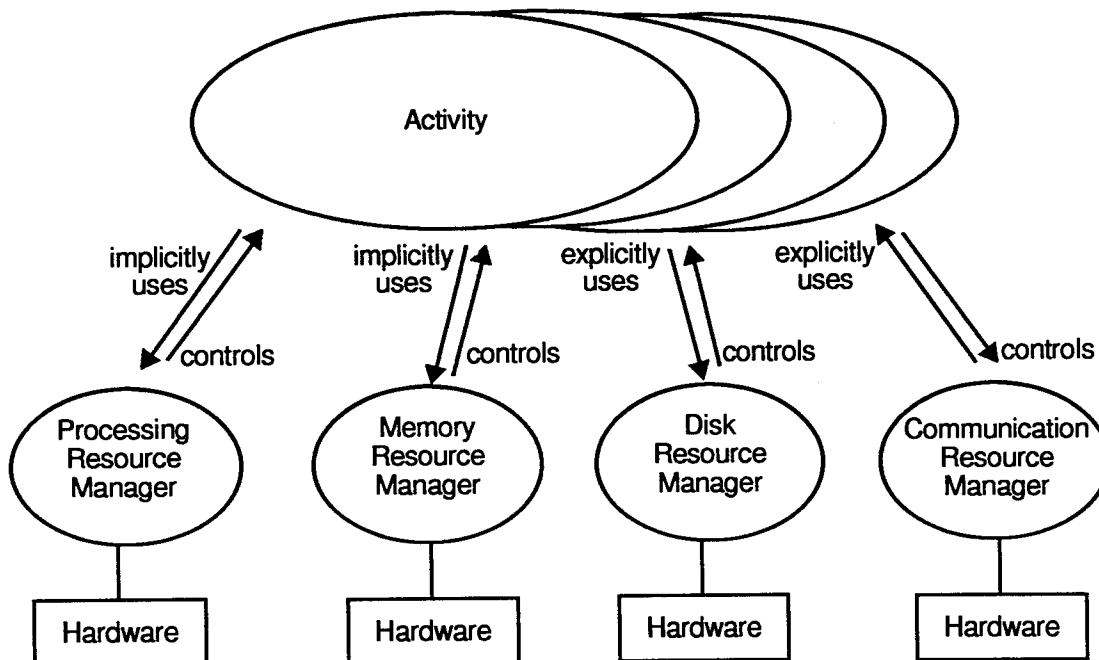 Activity
implicitly
uses
implicitly
uses
explicitly
uses
explicitly
uses
controls
controls
controls
controls
Processing
Resource
Manager
Memory
Resource
Manager
Disk
Resource
Manager
Communication
Resource
Manager
Hardware
Hardware
Hardware
Hardware